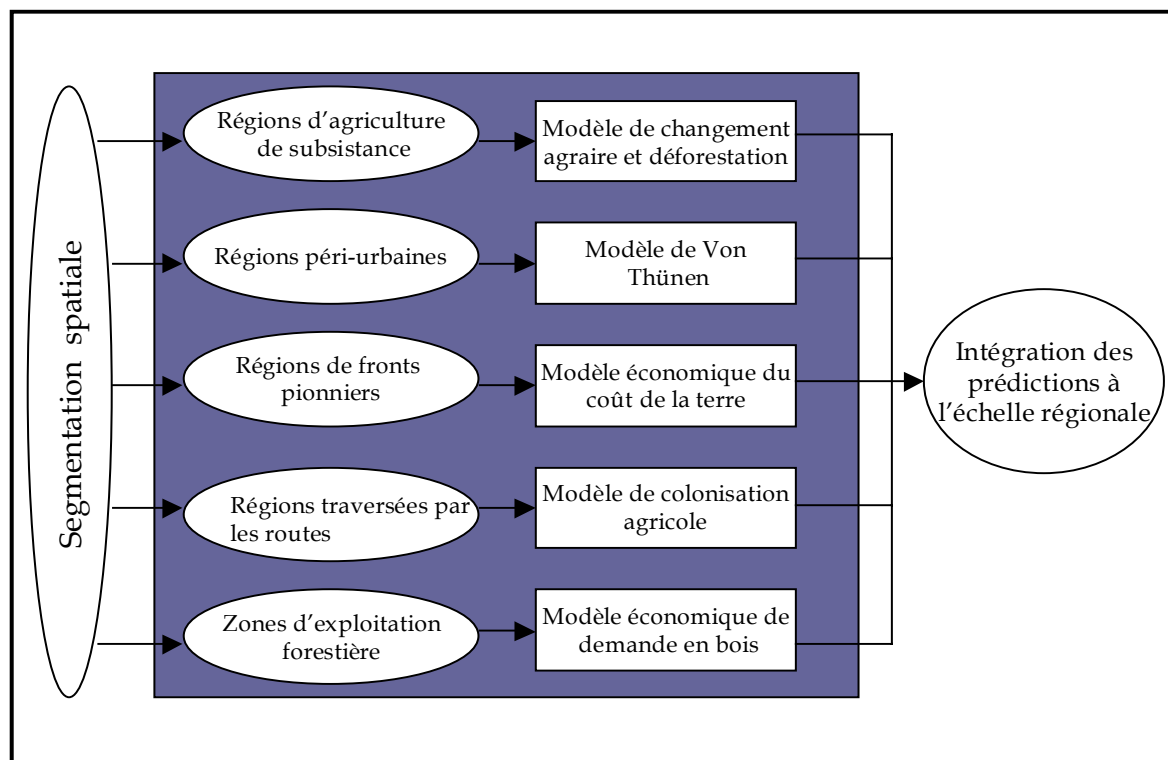 Segmentation spatiale
Régions d’agriculture
de subsistance
Modèle de changement
agraire et déforestation
Régions péri-urbaines
Modèle de Von
Thünen
Régions de fronts
pionniers
Modèle économique du
coût de la terre
Régions traversées par
les routes
Modèle de colonisation
agricole
Zones d’exploitation
forestière
Modèle économique de
demande en bois
Intégration des
prédictions à
l’échelle régionale